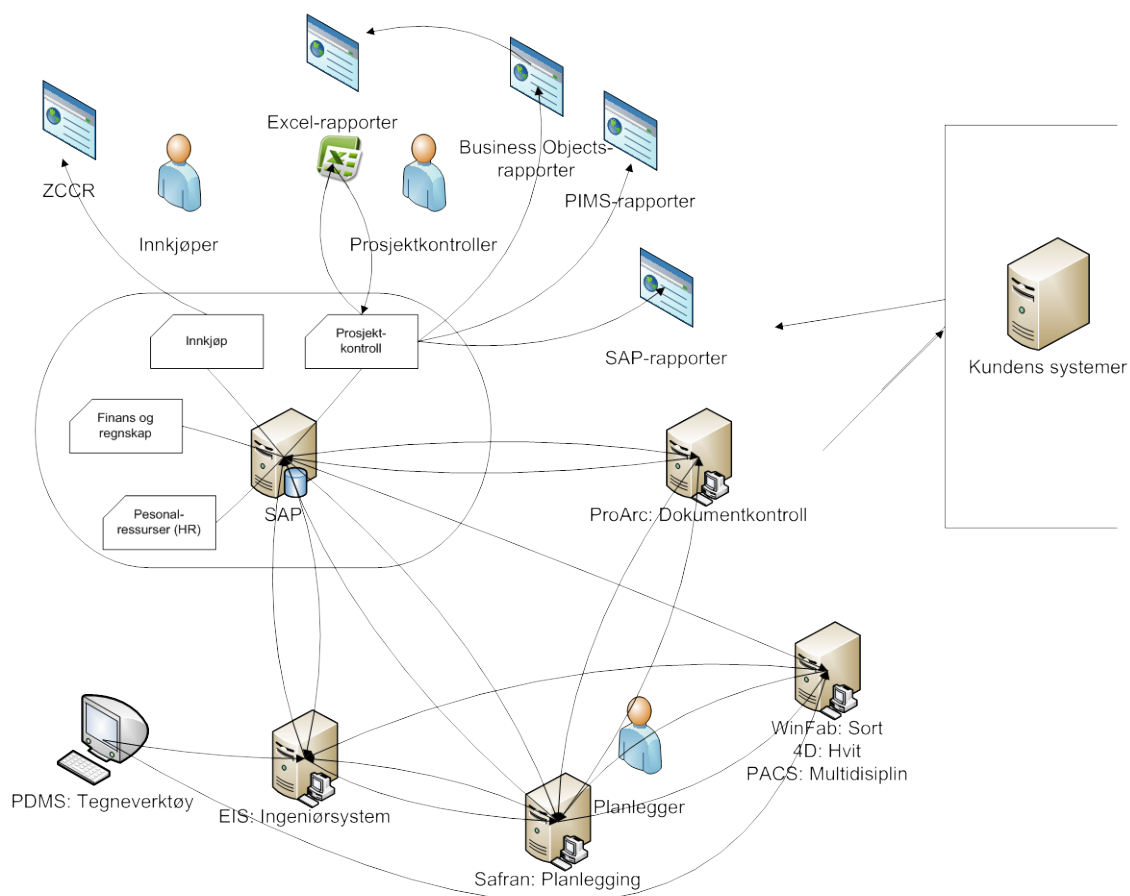 Excel-rapporter
Business Objects-
rapporter
ZCCR
PIMS-rapporter
Innkjøper
Prosjektkontroller
Innkjøp
Prosjekt-
kontroll
SAP-rapporter
Kundens systemer
Finans og
regnskap
Pesonal-
ressurser (HR)
SAP
ProArc: Dokumentkontroll
WinFab: Sort
4D: Hvit
PACS: Multidisiplin
PDMS: Tegneverktøy
EIS: Ingeniørsystem
Planlegger
Safran: Planlegging